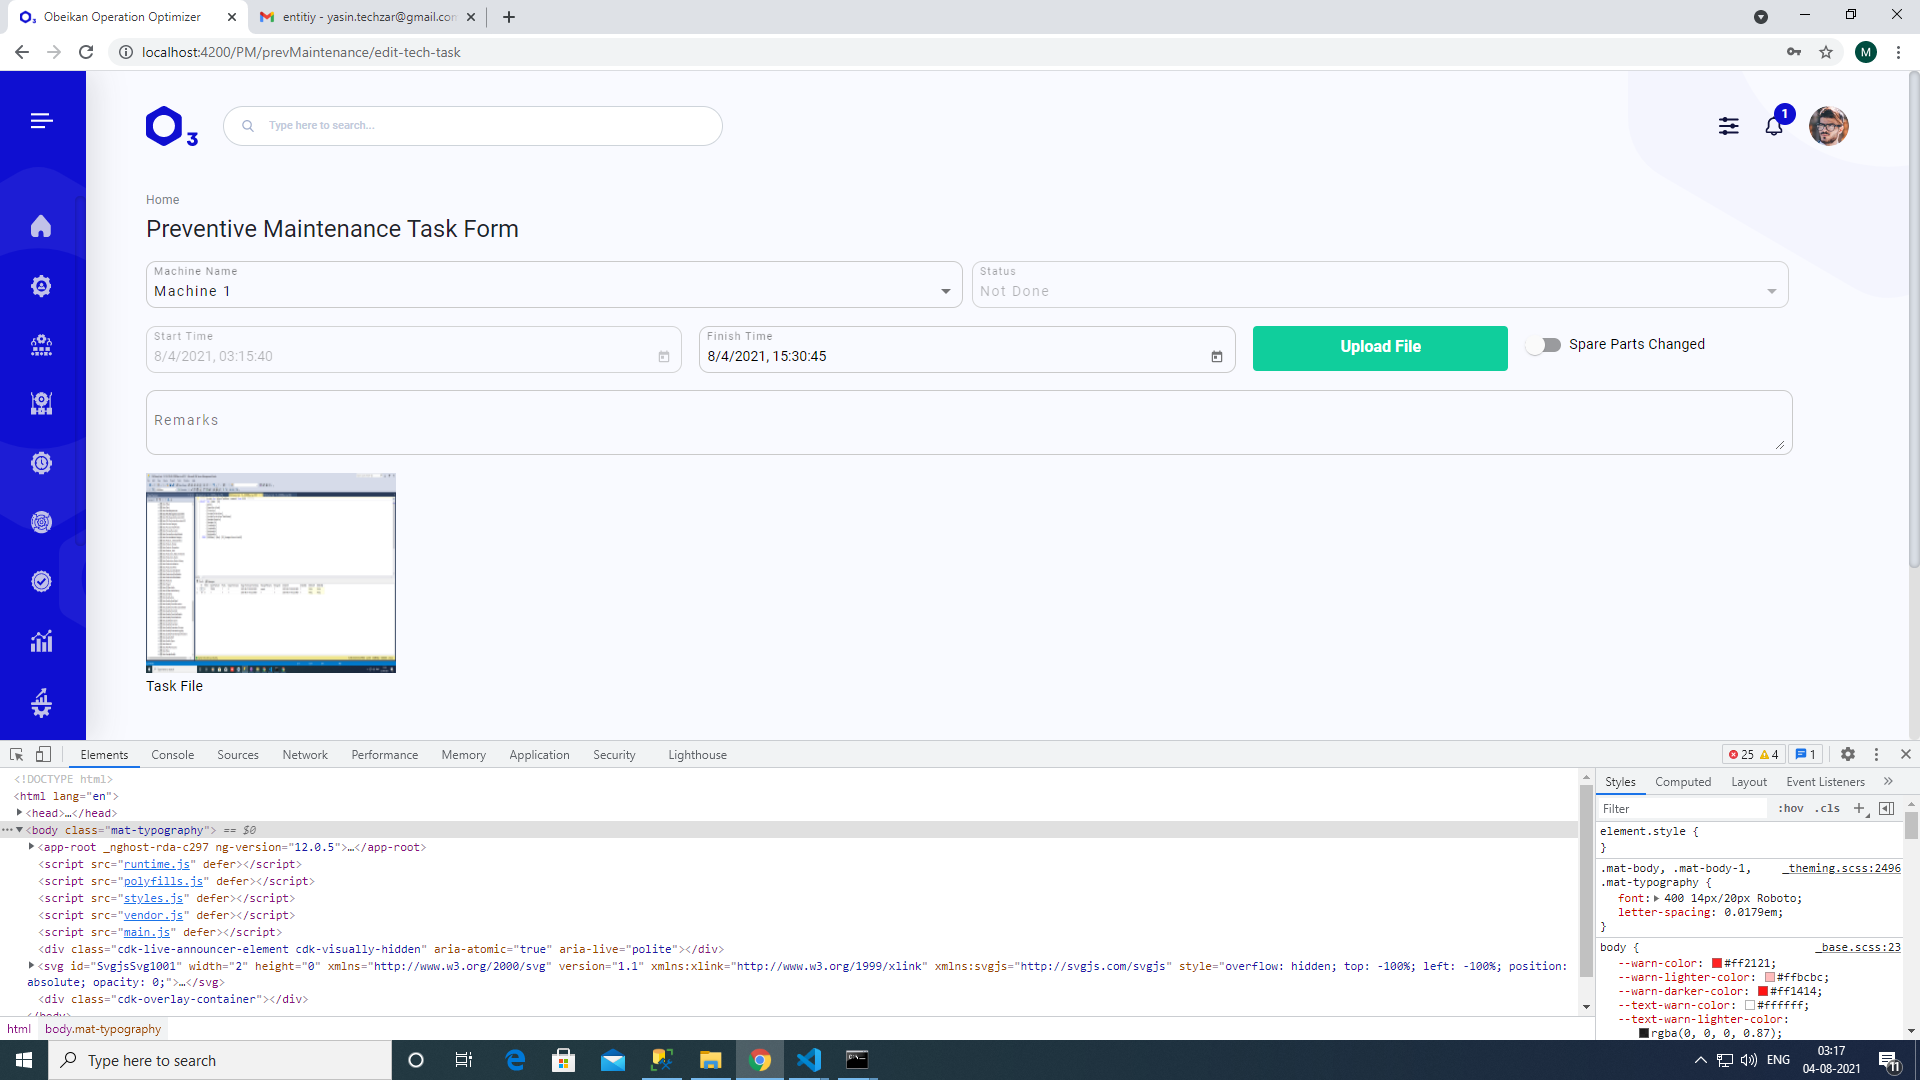 Obeikan Operation Optimizer
entitiy - yasin.techzar@gmail.com
localhost:4200/PM/prevMaintenance/edit-tech-task
M
3
Type here to search...
1
Home
Preventive Maintenance Task Form
Machine Name
Machine 1
Status
Not Done
Start Time
8/4/2021, 03:15:40
Finish Time
8/4/2021, 15:30:45
Upload File
Spare Parts Changed
Remarks
Task File
Elements Console Sources Network Performance Memory Application Security Lighthouse
25 4 1
<!DOCTYPE html>
<html lang="en">
<head>…</head>
<body class="mat-typography"> == $0
<app-root _nghost-rda-c297 ng-version="12.0.5">…</app-root>
<script src="runtime.js" defer></script>
<script src="polyfills.js" defer></script>
<script src="styles.js" defer></script>
<script src="vendor.js" defer></script>
<script src="main.js" defer></script>
<div class="cdk-live-announcer-element cdk-visually-hidden" aria-atomic="true" aria-live="polite"></div>
<svg id="SvgjsSvg1001" width="2" height="0" xmlns="http://www.w3.org/2000/svg" version="1.1" xmlns:xlink="http://www.w3.org/1999/xlink" xmlns:svgjs="http://svgjs.com/svgjs" style="overflow: hidden; top: -100%; left: -100%; position:
absolute; opacity: 0;">…</svg>
<div class="cdk-overlay-container"></div>
</body>
html body.mat-typography
Styles Computed Layout Event Listeners
Filter :hov .cls
element.style {
}
.mat-body, .mat-body-1, _theming.scss:2496
.mat-typography {
font: 400 14px/20px Roboto;
letter-spacing: 0.0179em;
}
body { _base.scss:23
--warn-color: #ff2121;
--warn-lighter-color: #ffbcbc;
--warn-darker-color: #ff1414;
--text-warn-color: #ffffff;
--text-warn-lighter-color:
rgba(0, 0, 0, 0.87);
Type here to search
ENG
03:17
04-08-2021
11